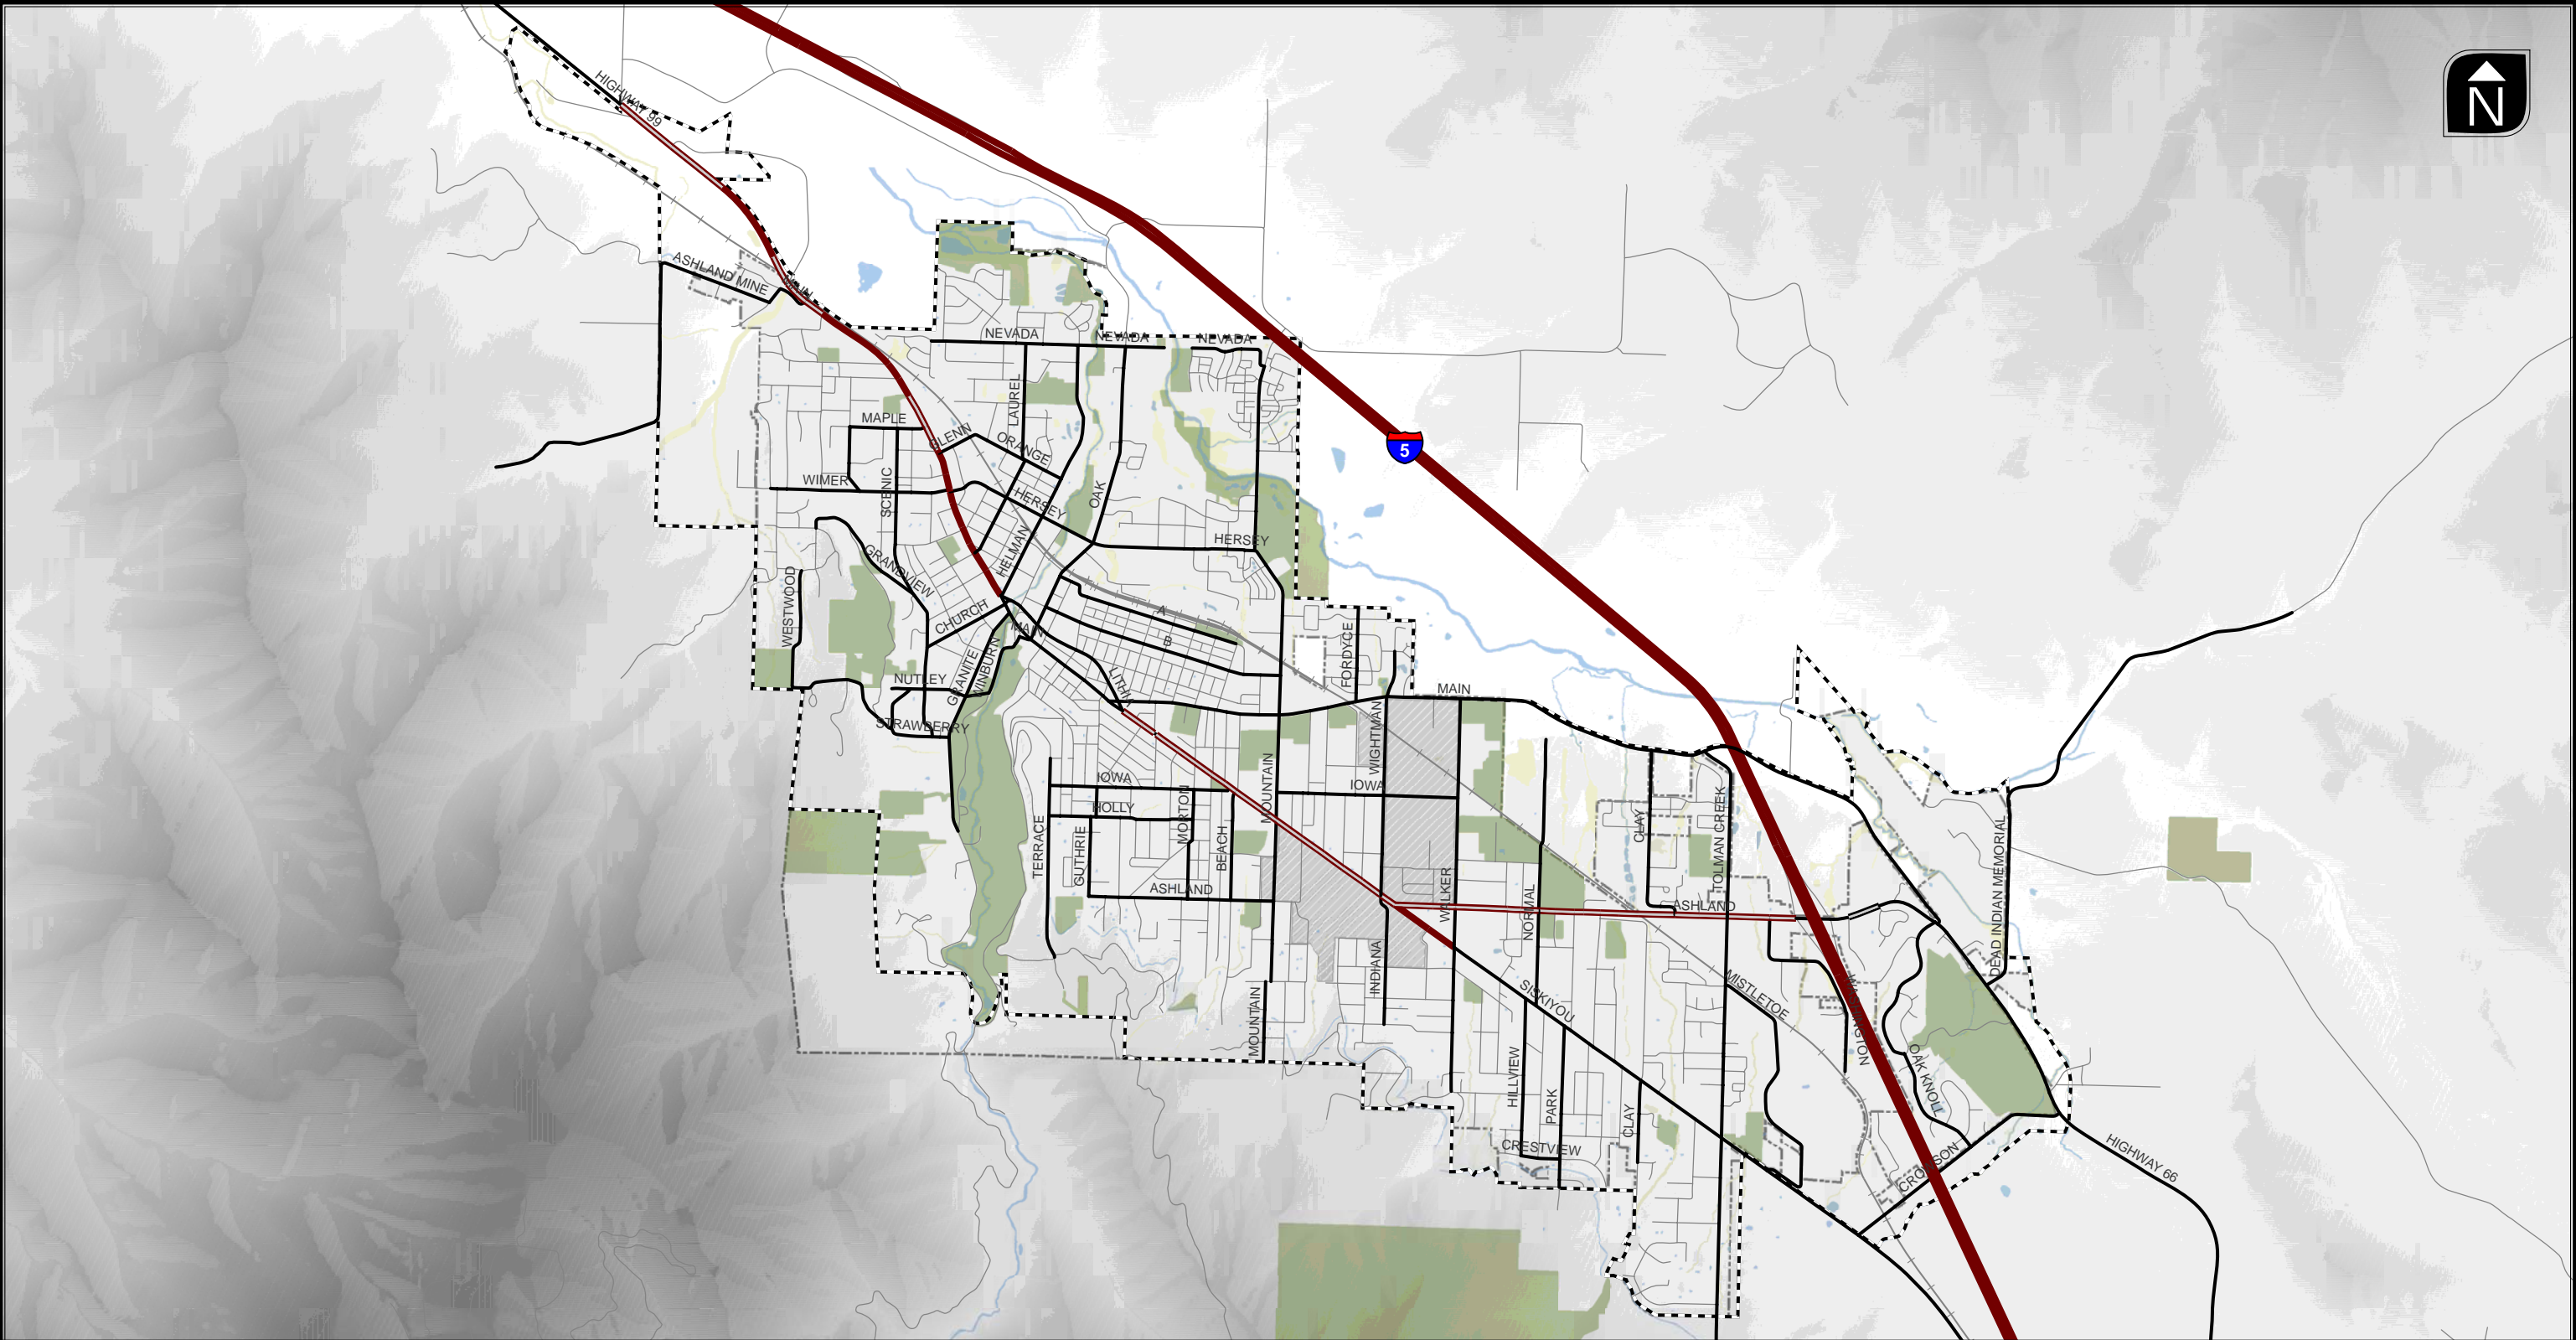 N
HIGHWAY 99
ASHLAND MINE
MAIN
NEVADA
NEVADA
NEVADA
LAUREL
MAPLE
GLENN
ORANGE
5
WIMER
SCENIC
HERSEY
OAK
HELMAN
HERSEY
GRANDVIEW
WESTWOOD
CHURCH
A
B
MAIN
FORDYCE
GRANITE
WINBURN
NUTLEY
LITHIA
MAIN
STRAWBERRY
WIGHTMAN
MOUNTAIN
IOWA
IOWA
HOLLY
MORTON
TERRACE
GUTHRIE
BEACH
CLAY
TOLMAN CREEK
DEAD INDIAN MEMORIAL
ASHLAND
WALKER
NORMAL
ASHLAND
INDIANA
SISKIYOU
MISTLETOE
WASHINGTON
MOUNTAIN
HILLVIEW
PARK
CLAY
OAK KNOLL
CRESTVIEW
CROWSON
HIGHWAY 66